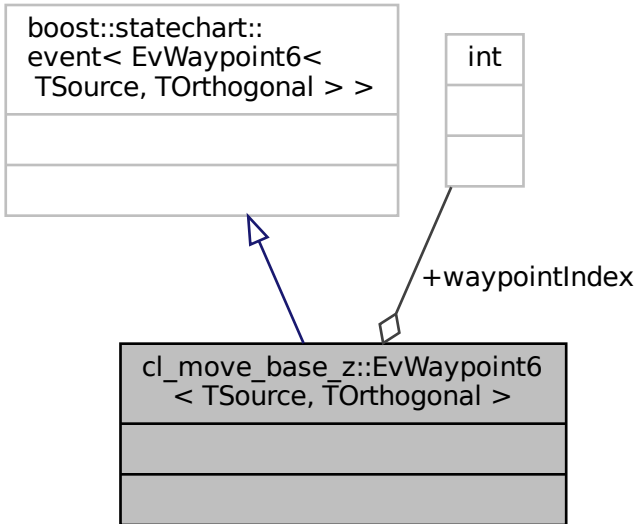 boost::statechart::
event< EvWaypoint6<
TSource, TOrthogonal > >
int
+waypointIndex
cl_move_base_z::EvWaypoint6
< TSource, TOrthogonal >